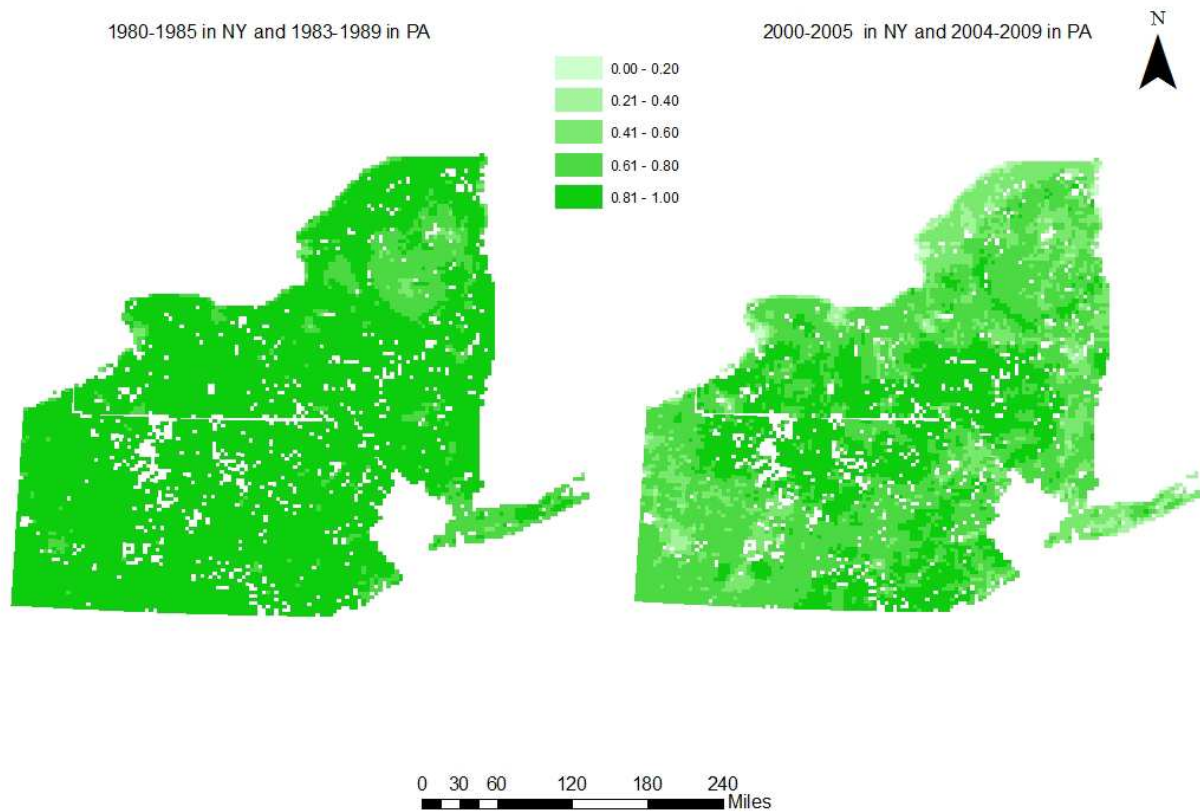 1980-1985 in NY and 1983-1989 in PA
2000-2005 in NY and 2004-2009 in PA
N
0.00 - 0.20
0.21 - 0.40
0.41 - 0.60
0.61 - 0.80
0.81 - 1.00
0 30 60 120 180 240
Miles